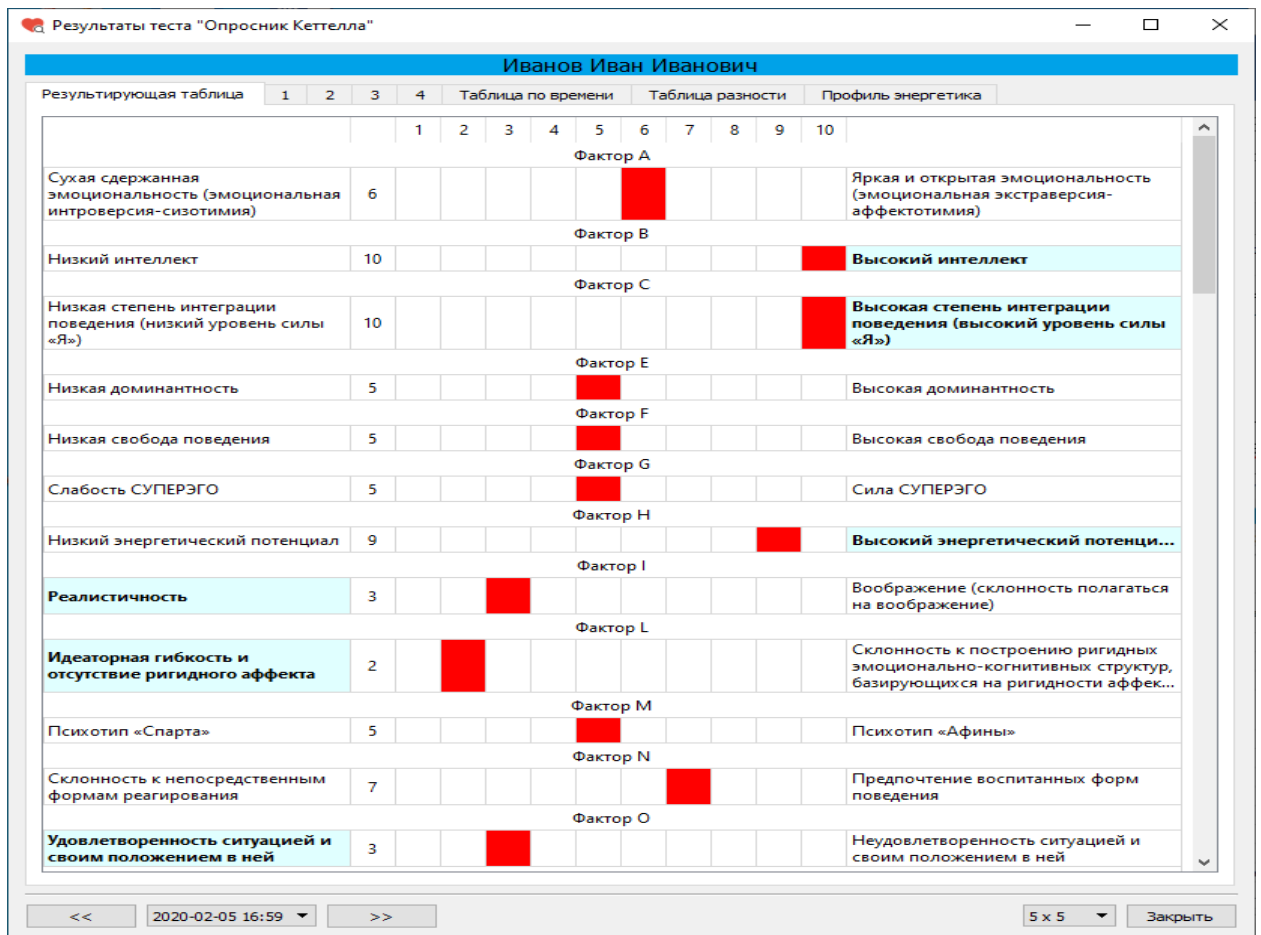 Результаты теста "Опросник Кеттелла"
Иванов Иван Иванович
Результирующая таблица 1 2 3 4 Таблица по времени Таблица разности Профиль энергетика
1 2 3 4 5 6 7 8 9 10
Фактор A
Сухая сдержанная
эмоциональность (эмоциональная
интроверсия-сизотимия)
6
Яркая и открытая эмоциональность
(эмоциональная экстраверсия-
аффектотимия)
Фактор B
Низкий интеллект 10 Высокий интеллект
Фактор C
Низкая степень интеграции
поведения (низкий уровень силы
«Я»)
10
Высокая степень интеграции
поведения (высокий уровень силы
«Я»)
Фактор E
Низкая доминантность 5 Высокая доминантность
Фактор F
Низкая свобода поведения 5 Высокая свобода поведения
Фактор G
Слабость СУПЕРЭГО 5 Сила СУПЕРЭГО
Фактор H
Низкий энергетический потенциал 9 Высокий энергетический потенци...
Фактор I
Реалистичность 3
Воображение (склонность полагаться
на воображение)
Фактор L
Идеаторная гибкость и
отсутствие ригидного аффекта
2
Склонность к построению ригидных
эмоционально-когнитивных структур,
базирующихся на ригидности аффек...
Фактор M
Психотип «Спарта» 5 Психотип «Афины»
Фактор N
Склонность к непосредственным
формам реагирования
7
Предпочтение воспитанных форм
поведения
Фактор O
Удовлетворенность ситуацией и
своим положением в ней
3
Неудовлетворенность ситуацией и
своим положением в ней
<< 2020-02-05 16:59 >> 5 x 5 Закрыть